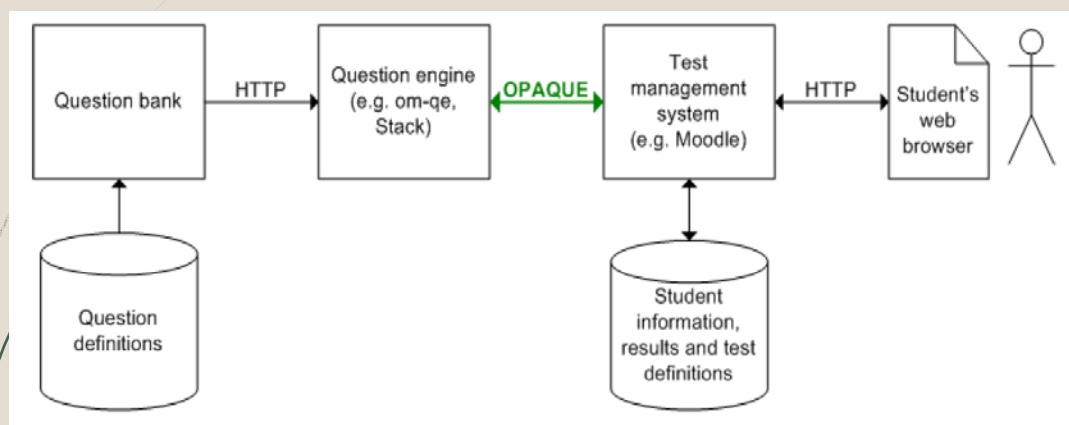 Question bank
HTTP
Question engine
(e.g. om-qe,
Stack)
OPAQUE
Test
management
system
(e.g. Moodle)
HTTP
Student's
web
browser
Question
definitions
Student
information,
results and test
definitions